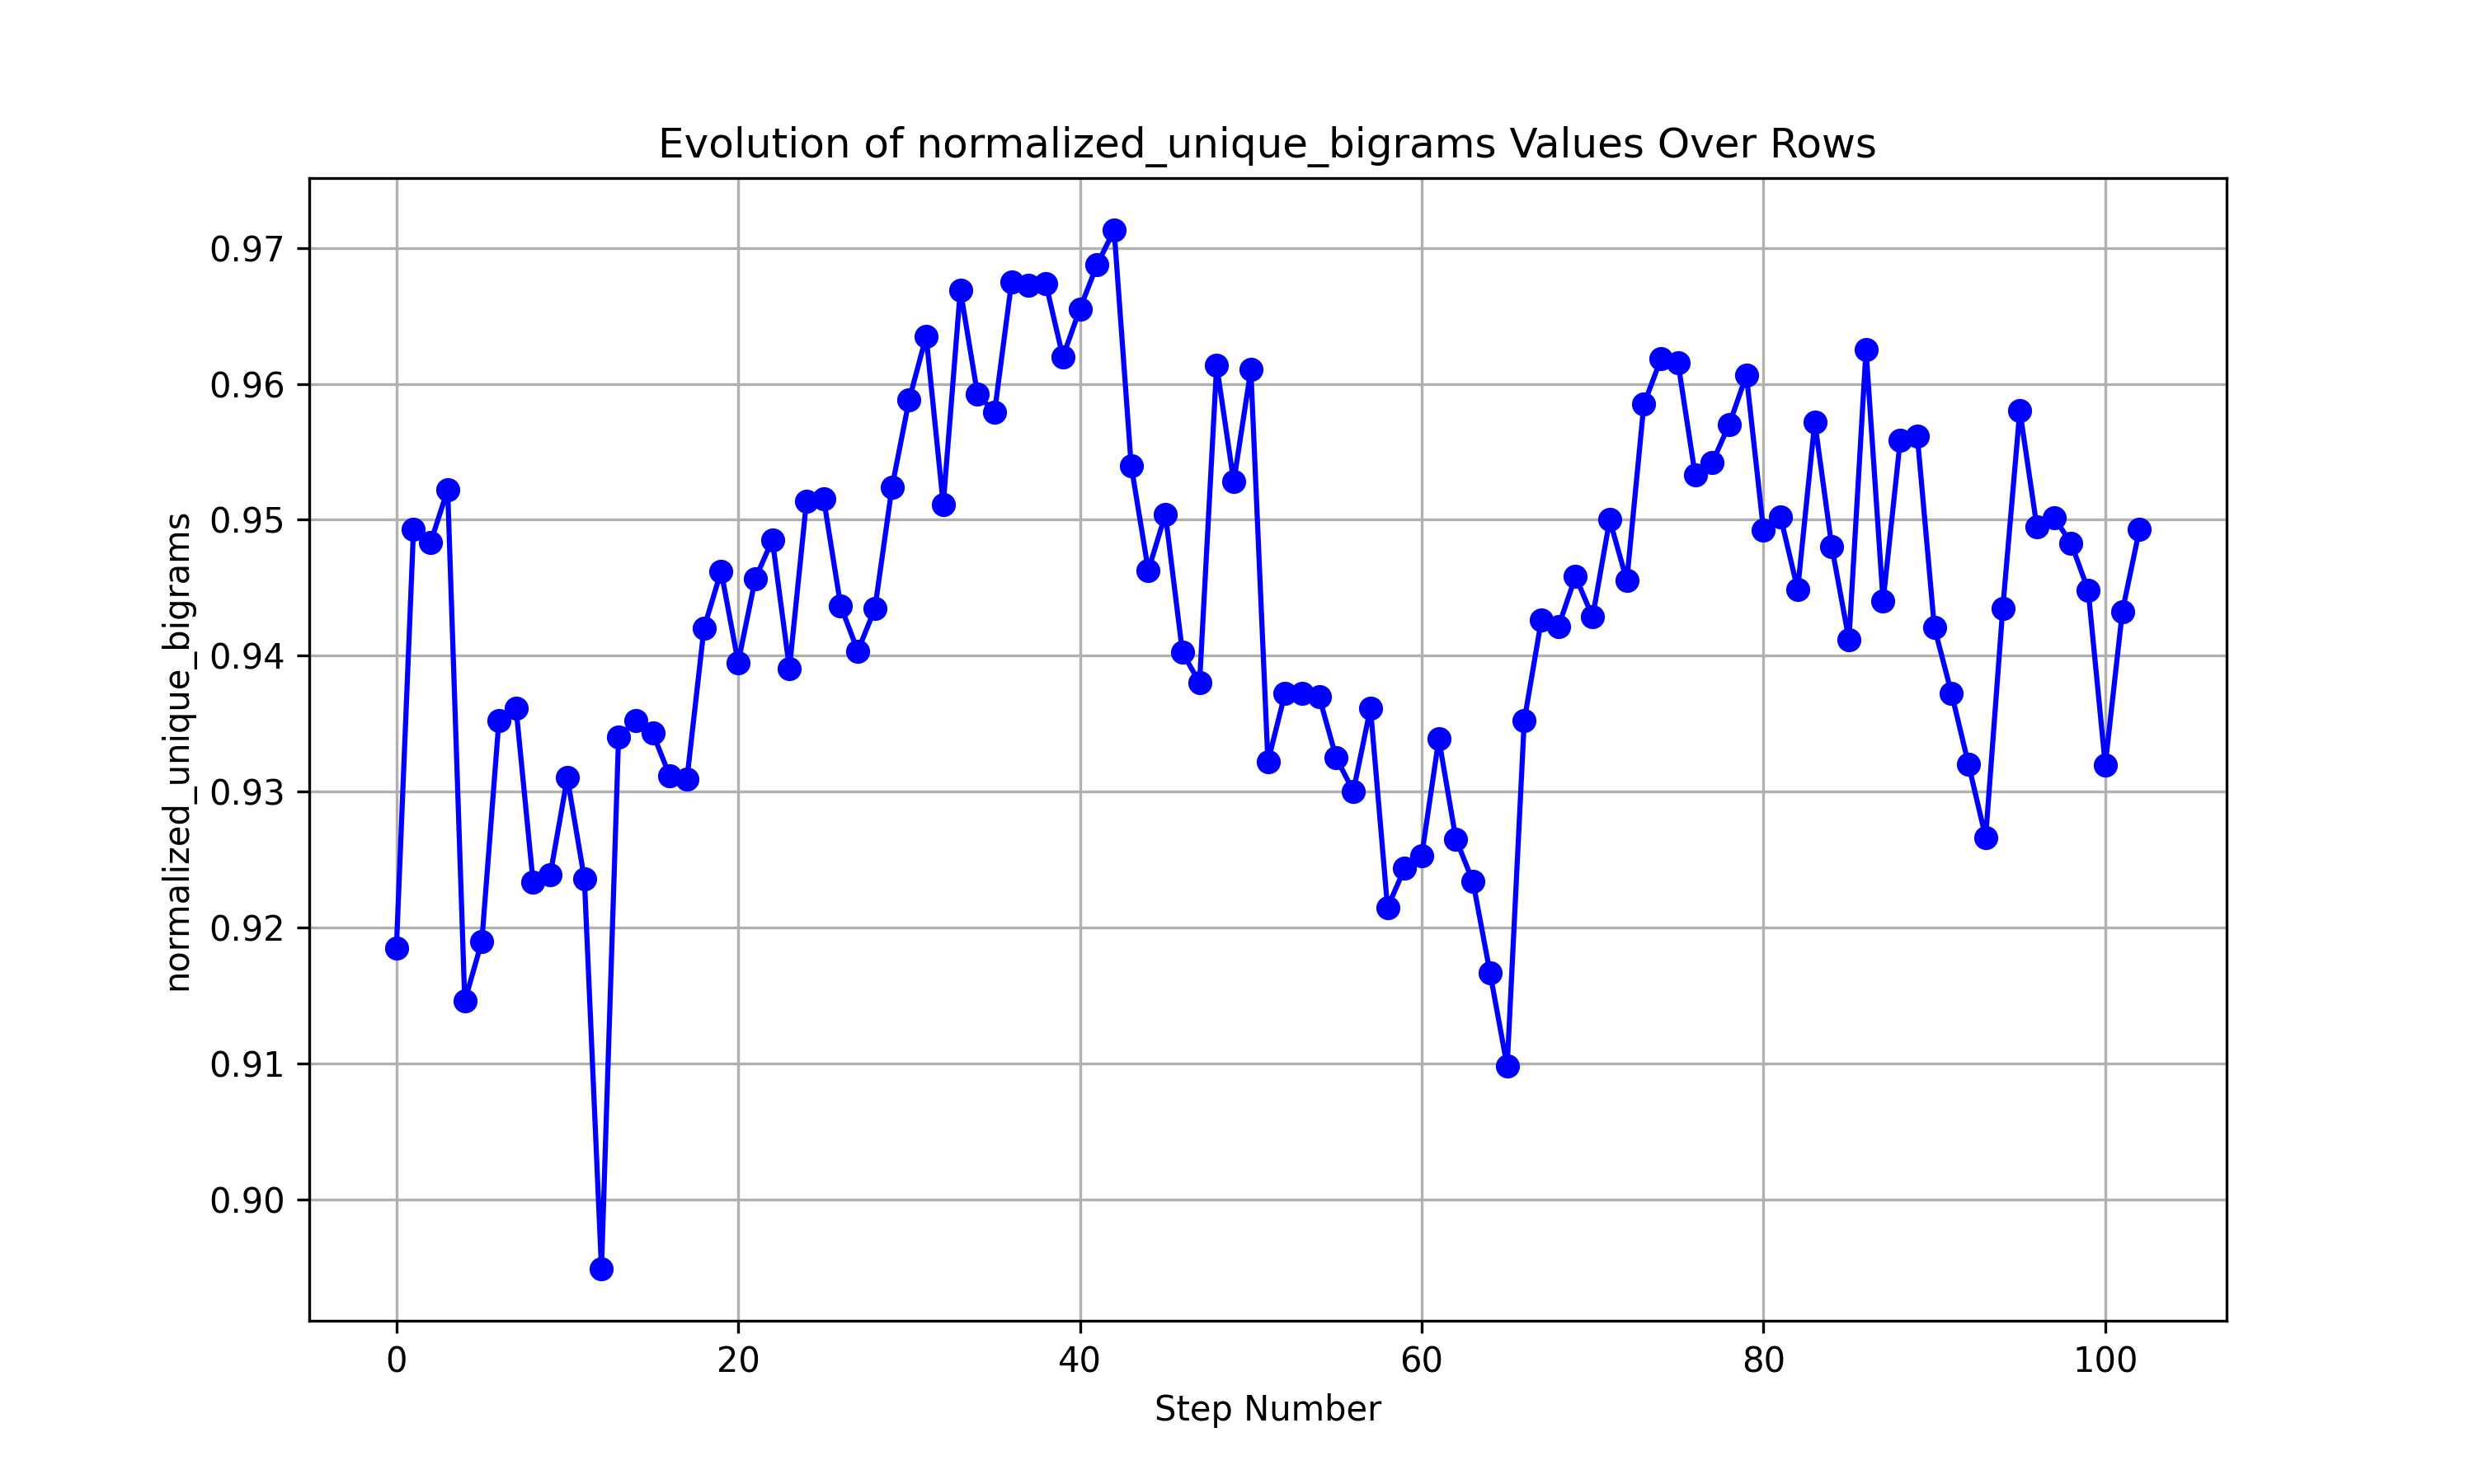 Evolution of normalized_unique_bigrams Values Over Rows
normalized_unique_bigrams
0.97
0.96
0.95
0.94
0.93
0.92
0.91
0.90
0 20 40 60 80 100
Step Number